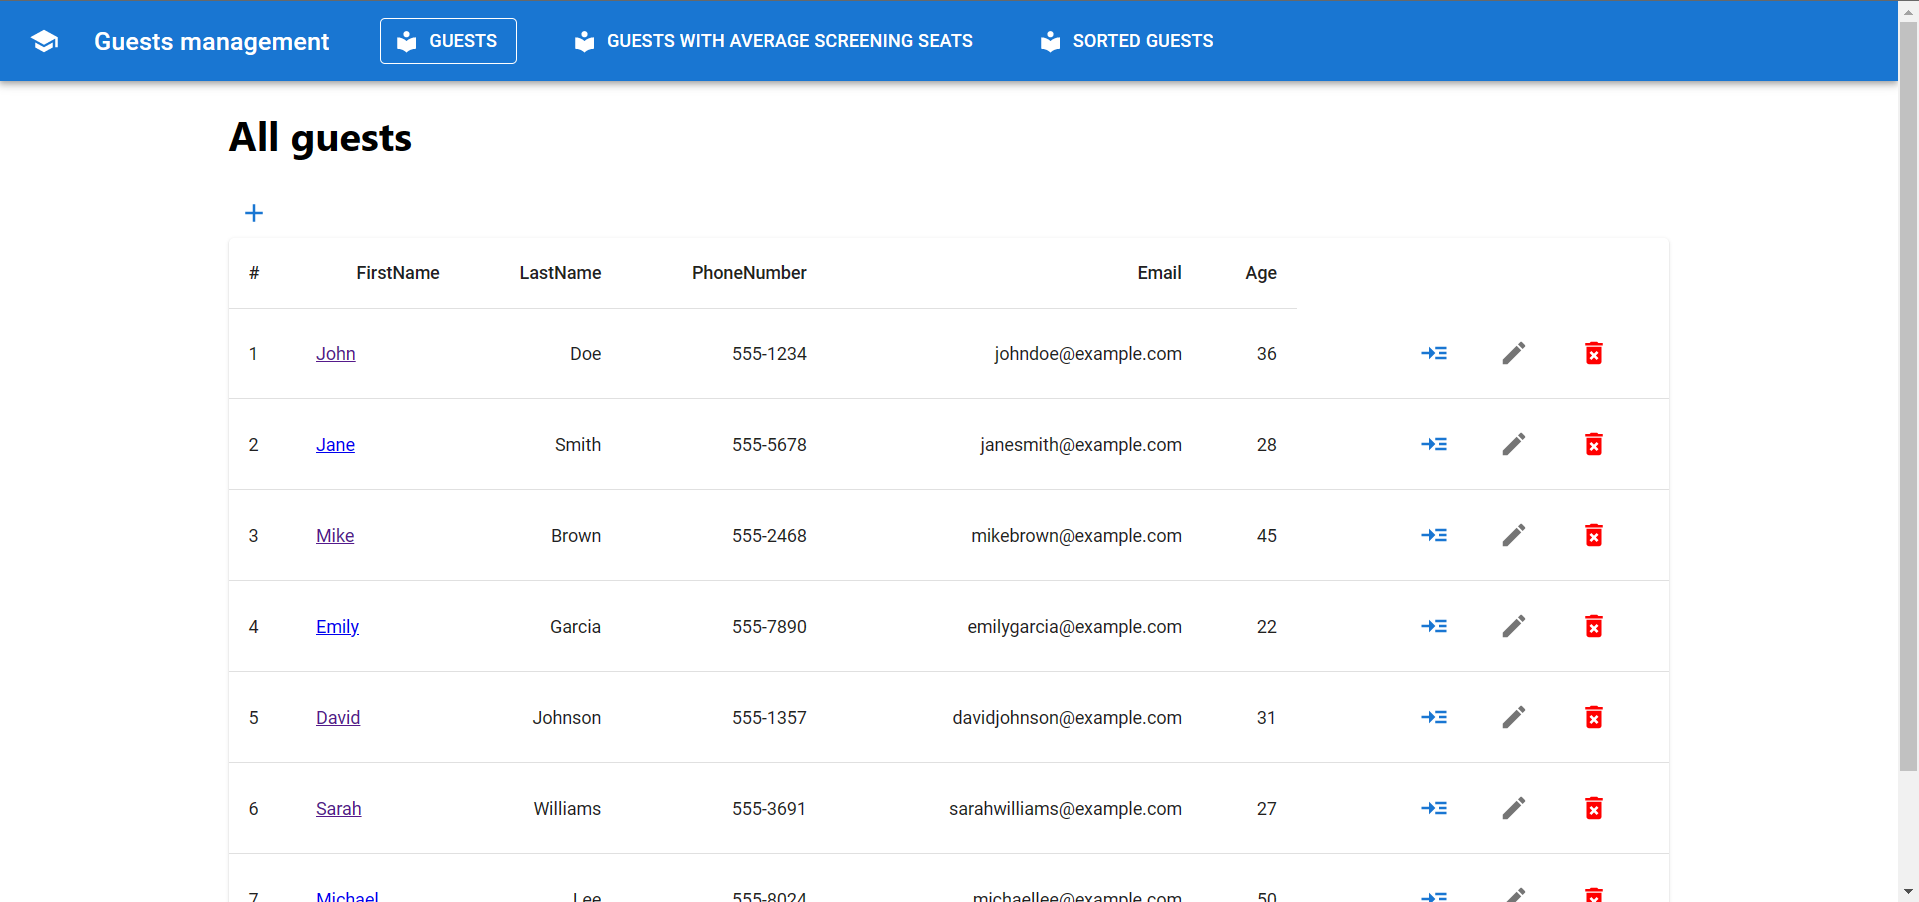 Guests management GUESTS GUESTS WITH AVERAGE SCREENING SEATS SORTED GUESTS
All guests
# FirstName LastName PhoneNumber Email Age
1 John Doe 555-1234 johndoe@example.com 36
2 Jane Smith 555-5678 janesmith@example.com 28
3 Mike Brown 555-2468 mikebrown@example.com 45
4 Emily Garcia 555-7890 emilygarcia@example.com 22
5 David Johnson 555-1357 davidjohnson@example.com 31
6 Sarah Williams 555-3691 sarahwilliams@example.com 27
7 Michael Lee 555-8024 michaellee@example.com 50